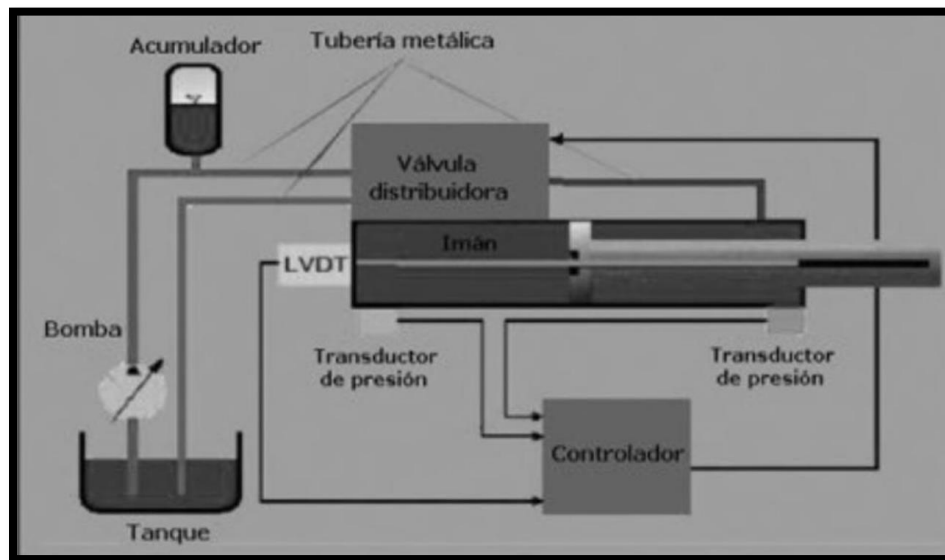 Acumulador
Tubería metálica
Válvula
distribuidora
Imán
LVDT
Bomba
Transductor
de presión
Transductor
de presión
Controlador
Tanque